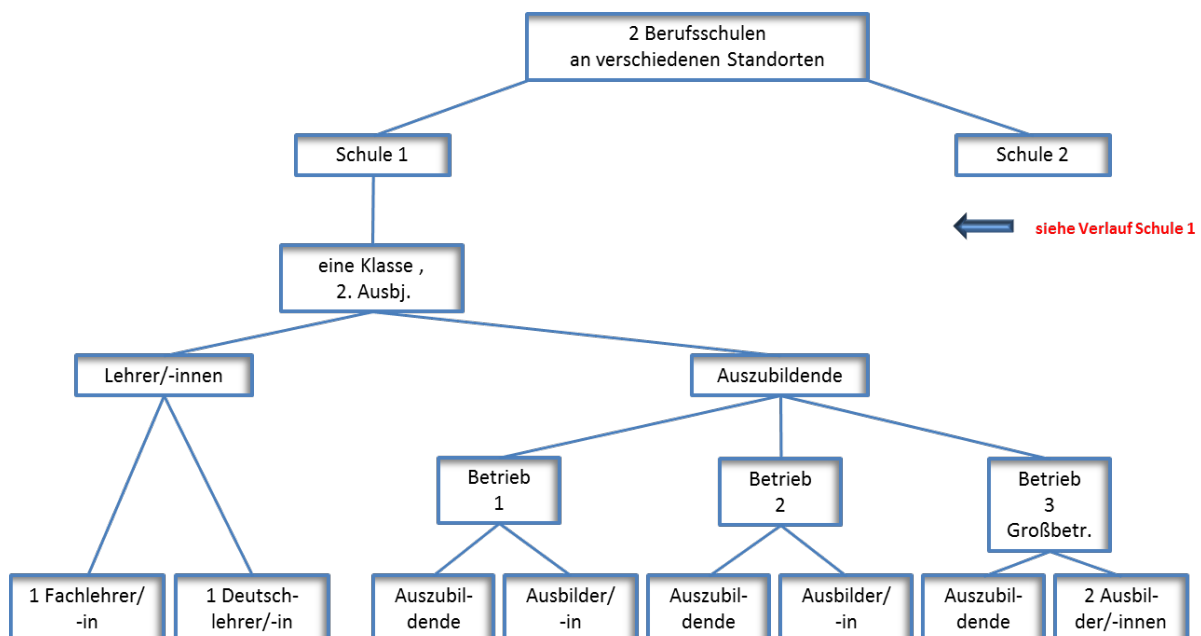 2 Berufsschulen
an verschiedenen Standorten
Schule 1
Schule 2
siehe Verlauf Schule 1
eine Klasse ,
2. Ausbj.
Lehrer/-innen
Auszubildende
Betrieb
1
Betrieb
2
Betrieb
3
Großbetr.
1 Fachlehrer/
-in
1 Deutsch-
lehrer/-in
Auszubil-
dende
Ausbilder/
-in
Auszubil-
dende
Ausbilder/
-in
Auszubil-
dende
2 Ausbil-
der/-innen